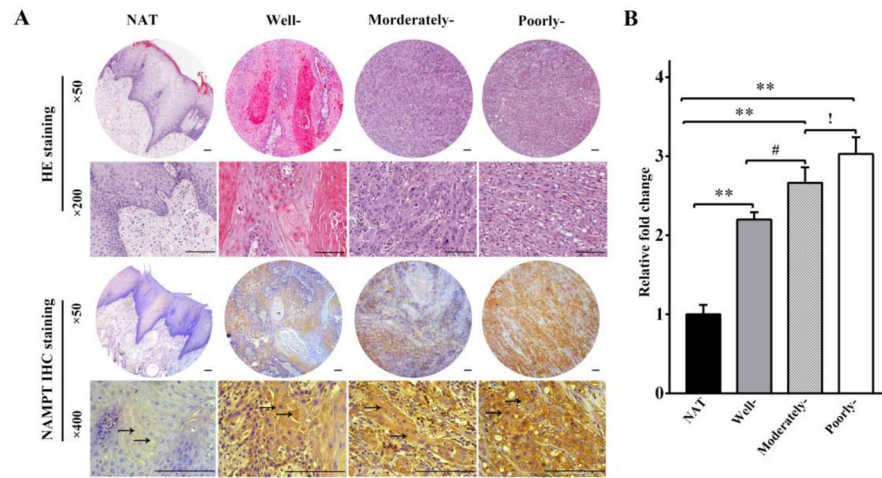 A
NAT
Well-
Morderately-
Poorly-
HE staining
×50
×200
NAMPT IHC staining
×50
×400
B
Relative fold change
4
3
2
1
0
**
**
!
#
**
NAT
Well-
Moderately-
Poorly-